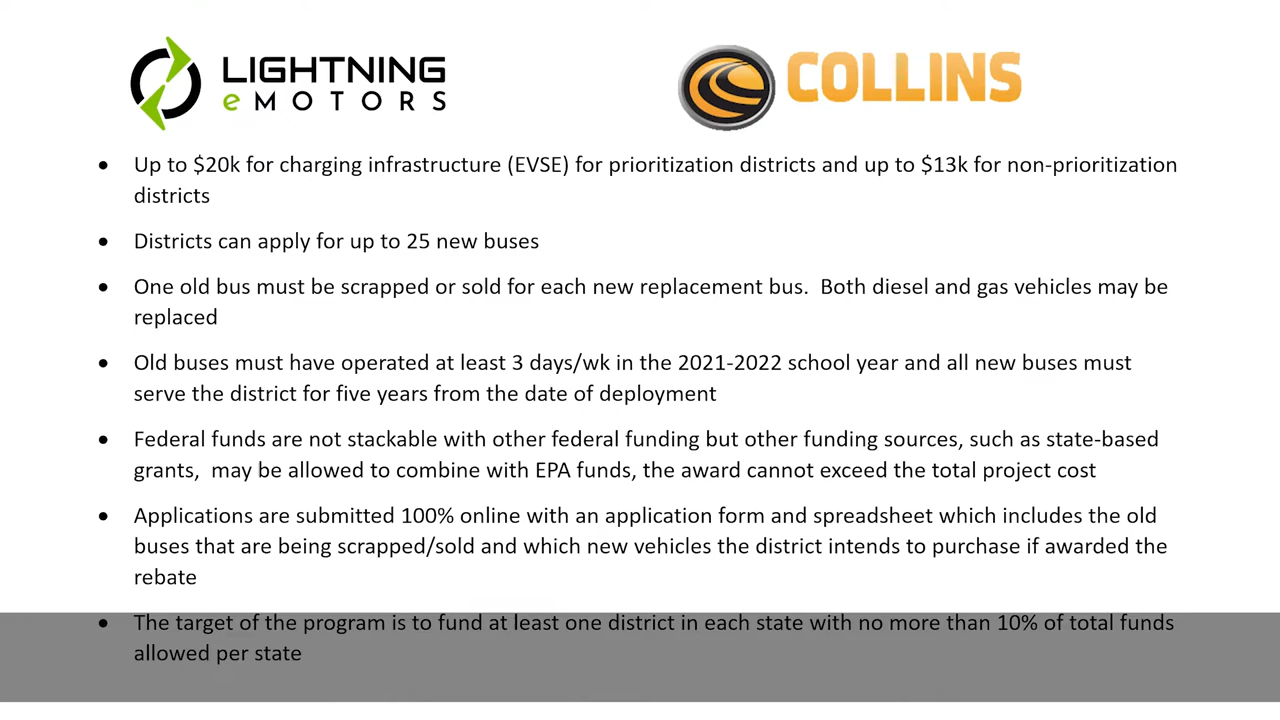 LIGHTNING
eMOTORS
COLLINS
• Up to $20k for charging infrastructure (EVSE) for prioritization districts and up to $13k for non-prioritization
districts
• Districts can apply for up to 25 new buses
• One old bus must be scrapped or sold for each new replacement bus.  Both diesel and gas vehicles may be
replaced
• Old buses must have operated at least 3 days/wk in the 2021-2022 school year and all new buses must
serve the district for five years from the date of deployment
• Federal funds are not stackable with other federal funding but other funding sources, such as state-based
grants,  may be allowed to combine with EPA funds, the award cannot exceed the total project cost
• Applications are submitted 100% online with an application form and spreadsheet which includes the old
buses that are being scrapped/sold and which new vehicles the district intends to purchase if awarded the
rebate
• The target of the program is to fund at least one district in each state with no more than 10% of total funds
allowed per state